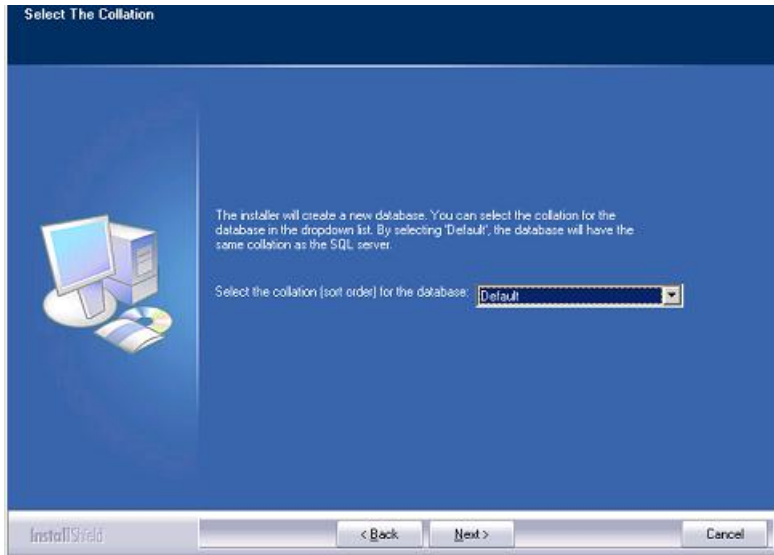 Select The Collation
The installer will create a new database. You can select the collation for the
database in the dropdown list. By selecting 'Default', the database will have the
same collation as the SQL server.
Select the collation (sort order) for the database:
Default
InstallShield
< Back
Next >
Cancel